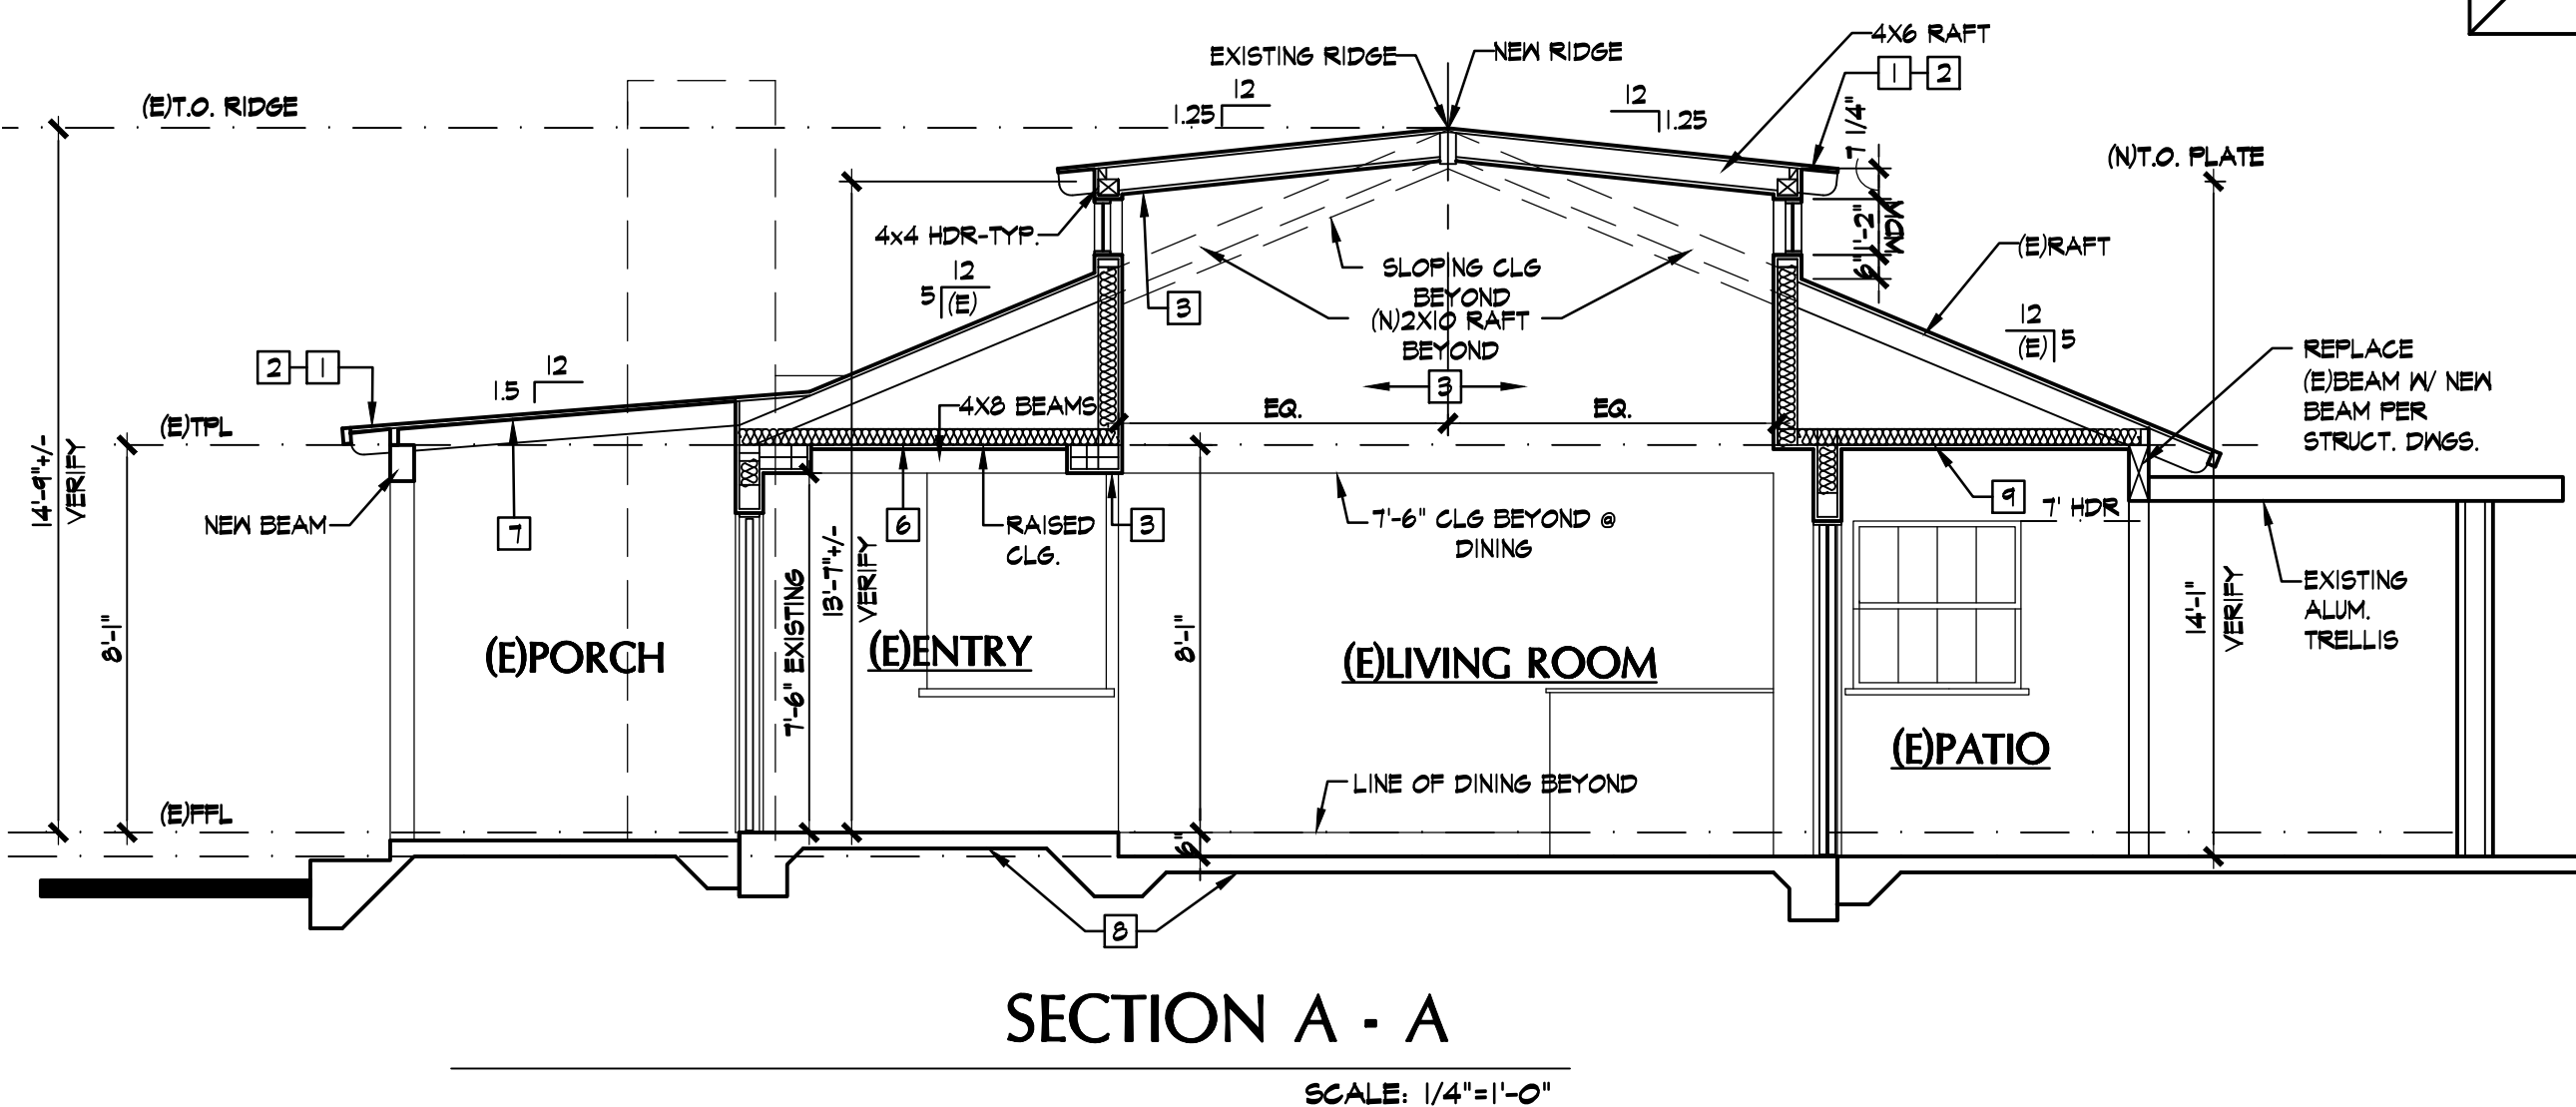 4X6 RAFT
EXISTING RIDGE
NEW RIDGE
1
2
(E)T.O. RIDGE
12
1.25
12
1.25
7 1/4"
(N)T.O. PLATE
1'-2"
WDW
6"
4x4 HDR-TYP.
(E)RAFT
12
5
(E)
SLOPING CLG
BEYOND
(N)2X10 RAFT
BEYOND
3
12
(E)
5
REPLACE
(E)BEAM W/ NEW
BEAM PER
STRUCT. DWGS.
2
1
12
1.5
3
4X8 BEAMS
EQ.
EQ.
(E)TPL
14'-9"+/-
VERIFY
NEW BEAM
7
6
RAISED
CLG.
3
7'-6" CLG BEYOND @
DINING
9
7' HDR
EXISTING
ALUM.
TRELLIS
8'-1"
7'-6" EXISTING
13'-7"+/-
VERIFY
8'-1"
14'-1"
VERIFY
(E)PORCH
(E)ENTRY
(E)LIVING ROOM
(E)PATIO
LINE OF DINING BEYOND
(E)FFL
6"
8
SECTION A - A
SCALE: 1/4"=1'-0"